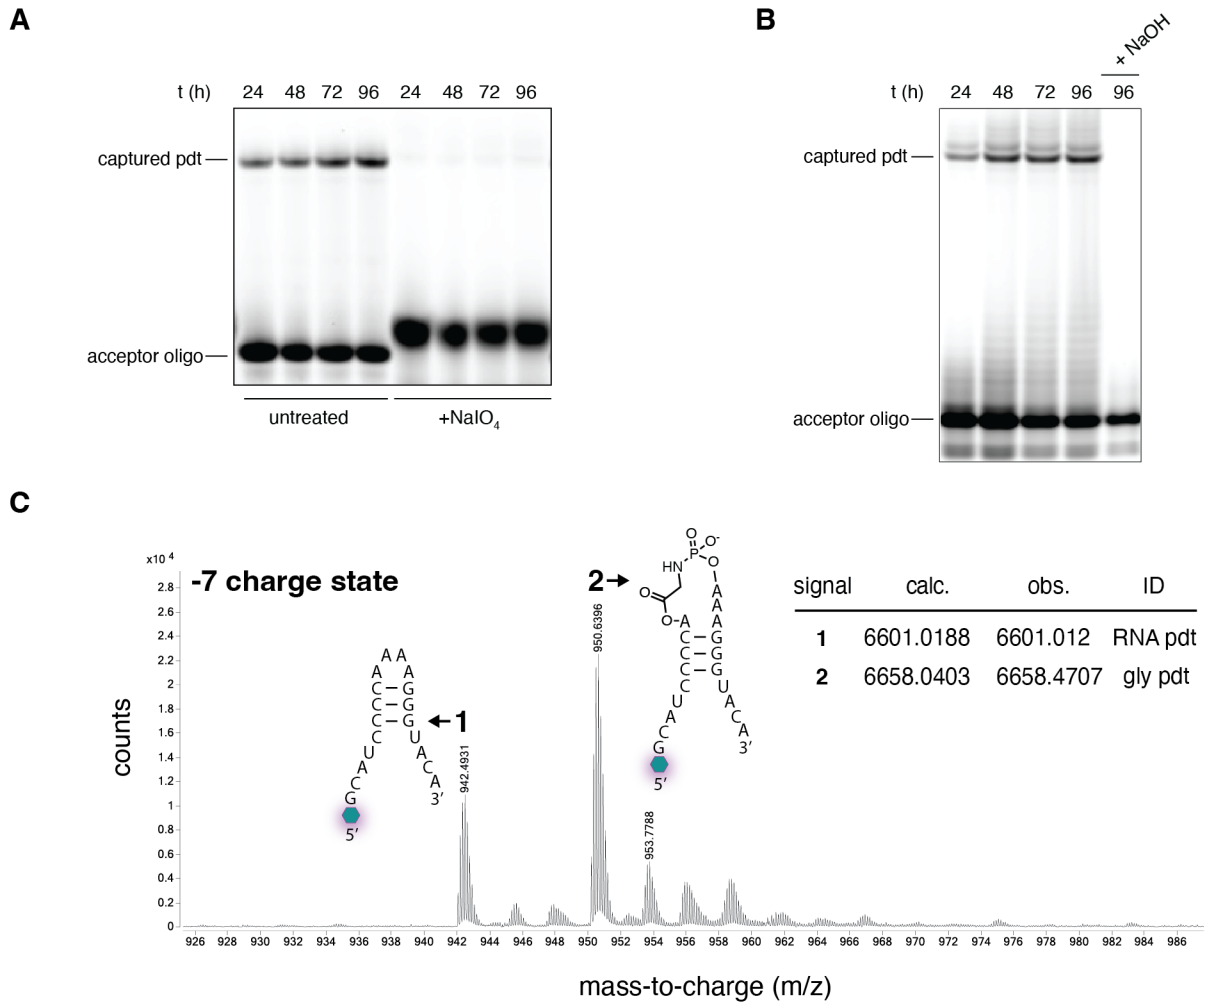 A
t (h) 24 48 72 96 24 48 72 96
captured pdt
acceptor oligo
untreated +NaIO4
B
+ NaOH
t (h) 24 48 72 96 96
captured pdt
acceptor oligo
C
x10 4
-7 charge state
counts
2.8
2.6
2.4
2.2
2
1.8
1.6
1.4
1.2
1
0.8
0.6
0.4
0.2
0
A A
A A
C G
C G
C G
C U
U A
A C
C A
G 3′
5′
1
942.4931
2
950.6396
O
O-
P
HN
O
O
O
A A
A
A
C G
C G
C G
C U
U A
A C
C A
G 3′
5′
953.7788
signal calc. obs. ID
1 6601.0188 6601.012 RNA pdt
2 6658.0403 6658.4707 gly pdt
926 928 930 932 934 936 938 940 942 944 946 948 950 952 954 956 958 960 962 964 966 968 970 972 974 976 978 980 982 984 986
mass-to-charge (m/z)